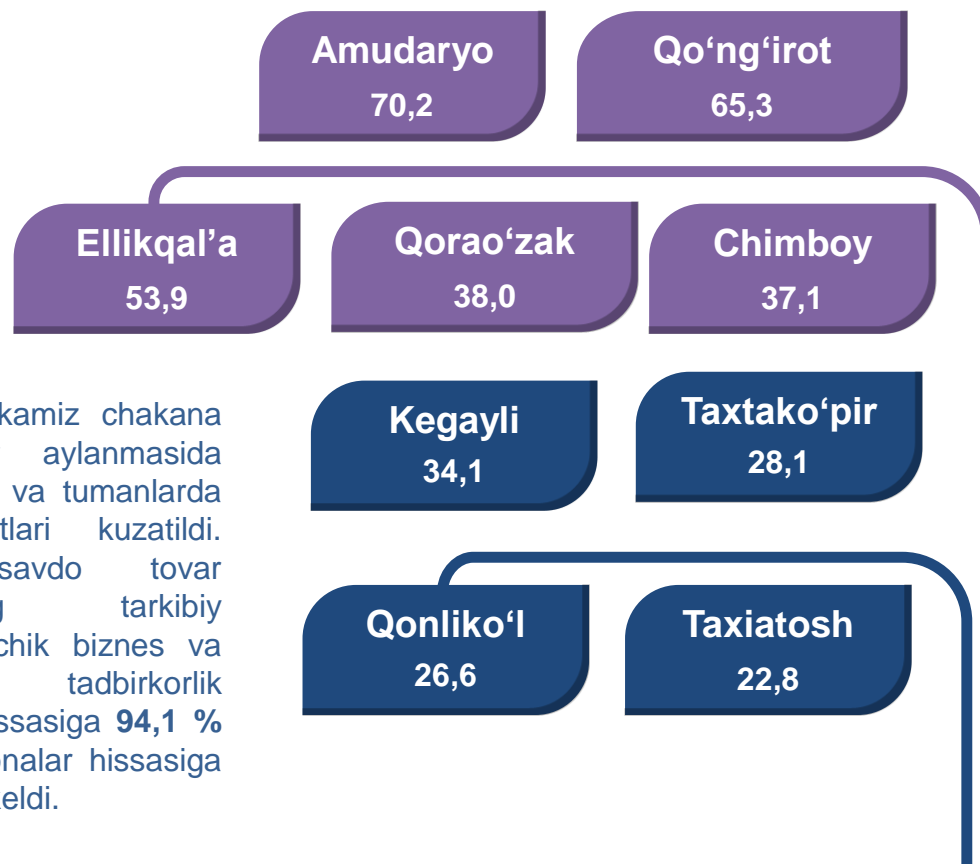 Amudaryo
70,2
Qo‘ng‘irot
65,3
Ellikqal’a
53,9
Qorao‘zak
38,0
Chimboy
37,1
Kegayli
34,1
Taxtako‘pir
28,1
Qonliko‘l
26,6
Taxiatosh
22,8
kamiz chakana
aylanmasida
va tumanlarda
tlari kuzatildi.
savdo tovar
g tarkibiy
chik biznes va
tadbirkorlik
ssasiga 94,1 %
onalar hissasiga
keldi.